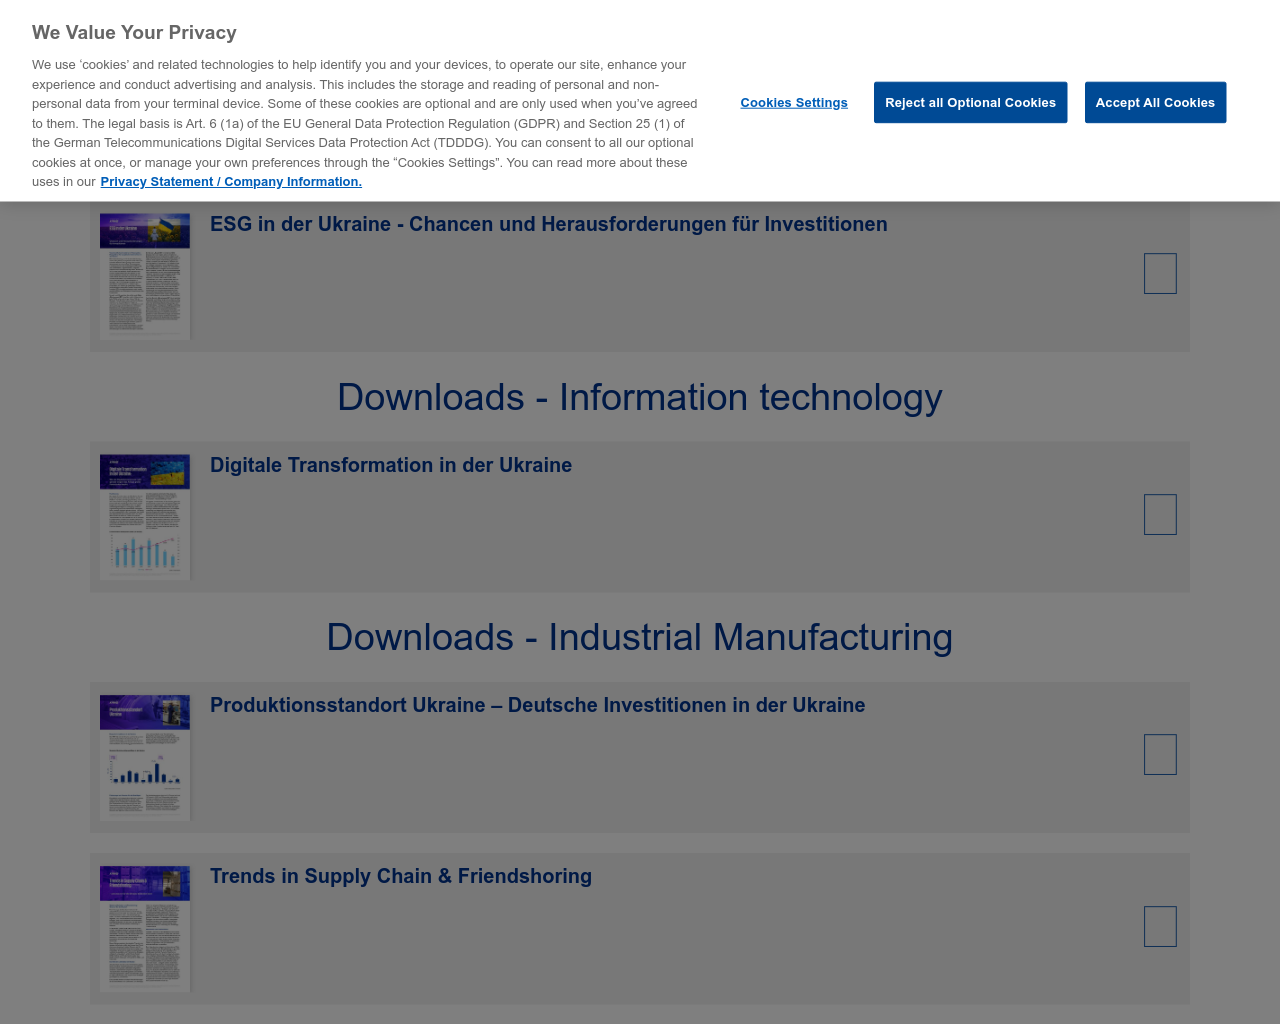 We Value Your Privacy
We use ‘cookies’ and related technologies to help identify you and your devices, to operate our site, enhance your
experience and conduct advertising and analysis. This includes the storage and reading of personal and non-
personal data from your terminal device. Some of these cookies are optional and are only used when you’ve agreed
to them. The legal basis is Art. 6 (1a) of the EU General Data Protection Regulation (GDPR) and Section 25 (1) of
the German Telecommunications Digital Services Data Protection Act (TDDDG). You can consent to all our optional
cookies at once, or manage your own preferences through the “Cookies Settings”. You can read more about these
uses in our Privacy Statement / Company Information.
Cookies Settings
Reject all Optional Cookies
Accept All Cookies
ESG in der Ukraine - Chancen und Herausforderungen für Investitionen
Downloads - Information technology
Digitale Transformation in der Ukraine
Downloads - Industrial Manufacturing
Produktionsstandort Ukraine – Deutsche Investitionen in der Ukraine
Trends in Supply Chain & Friendshoring